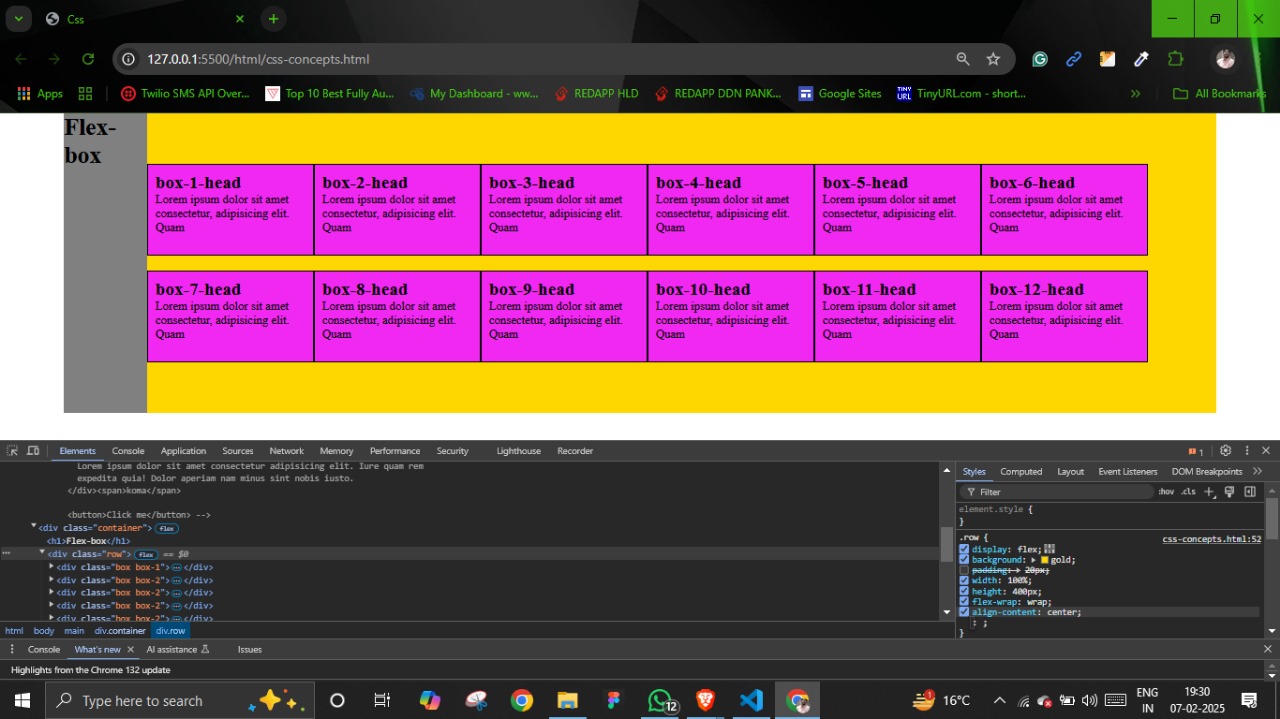 Css
127.0.0.1:5500/html/css-concepts.html
Apps
Twilio SMS API Over...
Top 10 Best Fully Au...
My Dashboard - ww...
REDAPP HLD
REDAPP DDN PANK...
Google Sites
TINY URL
TinyURL.com - short...
»
All Bookmarks
Flex-
box
box-1-head
Lorem ipsum dolor sit amet
consectetur, adipisicing elit.
Quam
box-2-head
Lorem ipsum dolor sit amet
consectetur, adipisicing elit.
Quam
box-3-head
Lorem ipsum dolor sit amet
consectetur, adipisicing elit.
Quam
box-4-head
Lorem ipsum dolor sit amet
consectetur, adipisicing elit.
Quam
box-5-head
Lorem ipsum dolor sit amet
consectetur, adipisicing elit.
Quam
box-6-head
Lorem ipsum dolor sit amet
consectetur, adipisicing elit.
Quam
box-7-head
Lorem ipsum dolor sit amet
consectetur, adipisicing elit.
Quam
box-8-head
Lorem ipsum dolor sit amet
consectetur, adipisicing elit.
Quam
box-9-head
Lorem ipsum dolor sit amet
consectetur, adipisicing elit.
Quam
box-10-head
Lorem ipsum dolor sit amet
consectetur, adipisicing elit.
Quam
box-11-head
Lorem ipsum dolor sit amet
consectetur, adipisicing elit.
Quam
box-12-head
Lorem ipsum dolor sit amet
consectetur, adipisicing elit.
Quam
Elements Console Application Sources Network Memory Performance Security Lighthouse Recorder
1
Lorem ipsum dolor sit amet consectetur adipisicing elit. Iure quam rem
expedita quia! Dolor aperiam nam minus sint nobis iusto.
</div><span>koma</span>
<button>Click me</button> -->
<div class="container"> flex
<h1>Flex-box</h1>
<div class="row"> flex == $0
<div class="box box-1">…</div>
<div class="box box-2">…</div>
<div class="box box-2">…</div>
<div class="box box-2">…</div>
<div class="box box-2">…</div>
html body main div.container div.row
Styles Computed Layout Event Listeners DOM Breakpoints »
Filter :hov .cls
element.style {
}
.row { css-concepts.html:52
display: flex;
background: gold;
padding: 20px;
width: 100%;
height: 400px;
flex-wrap: wrap;
align-content: center;
: ;
}
Console What's new AI assistance Issues
Highlights from the Chrome 132 update
Type here to search
12
1
16°C
ENG
IN
19:30
07-02-2025